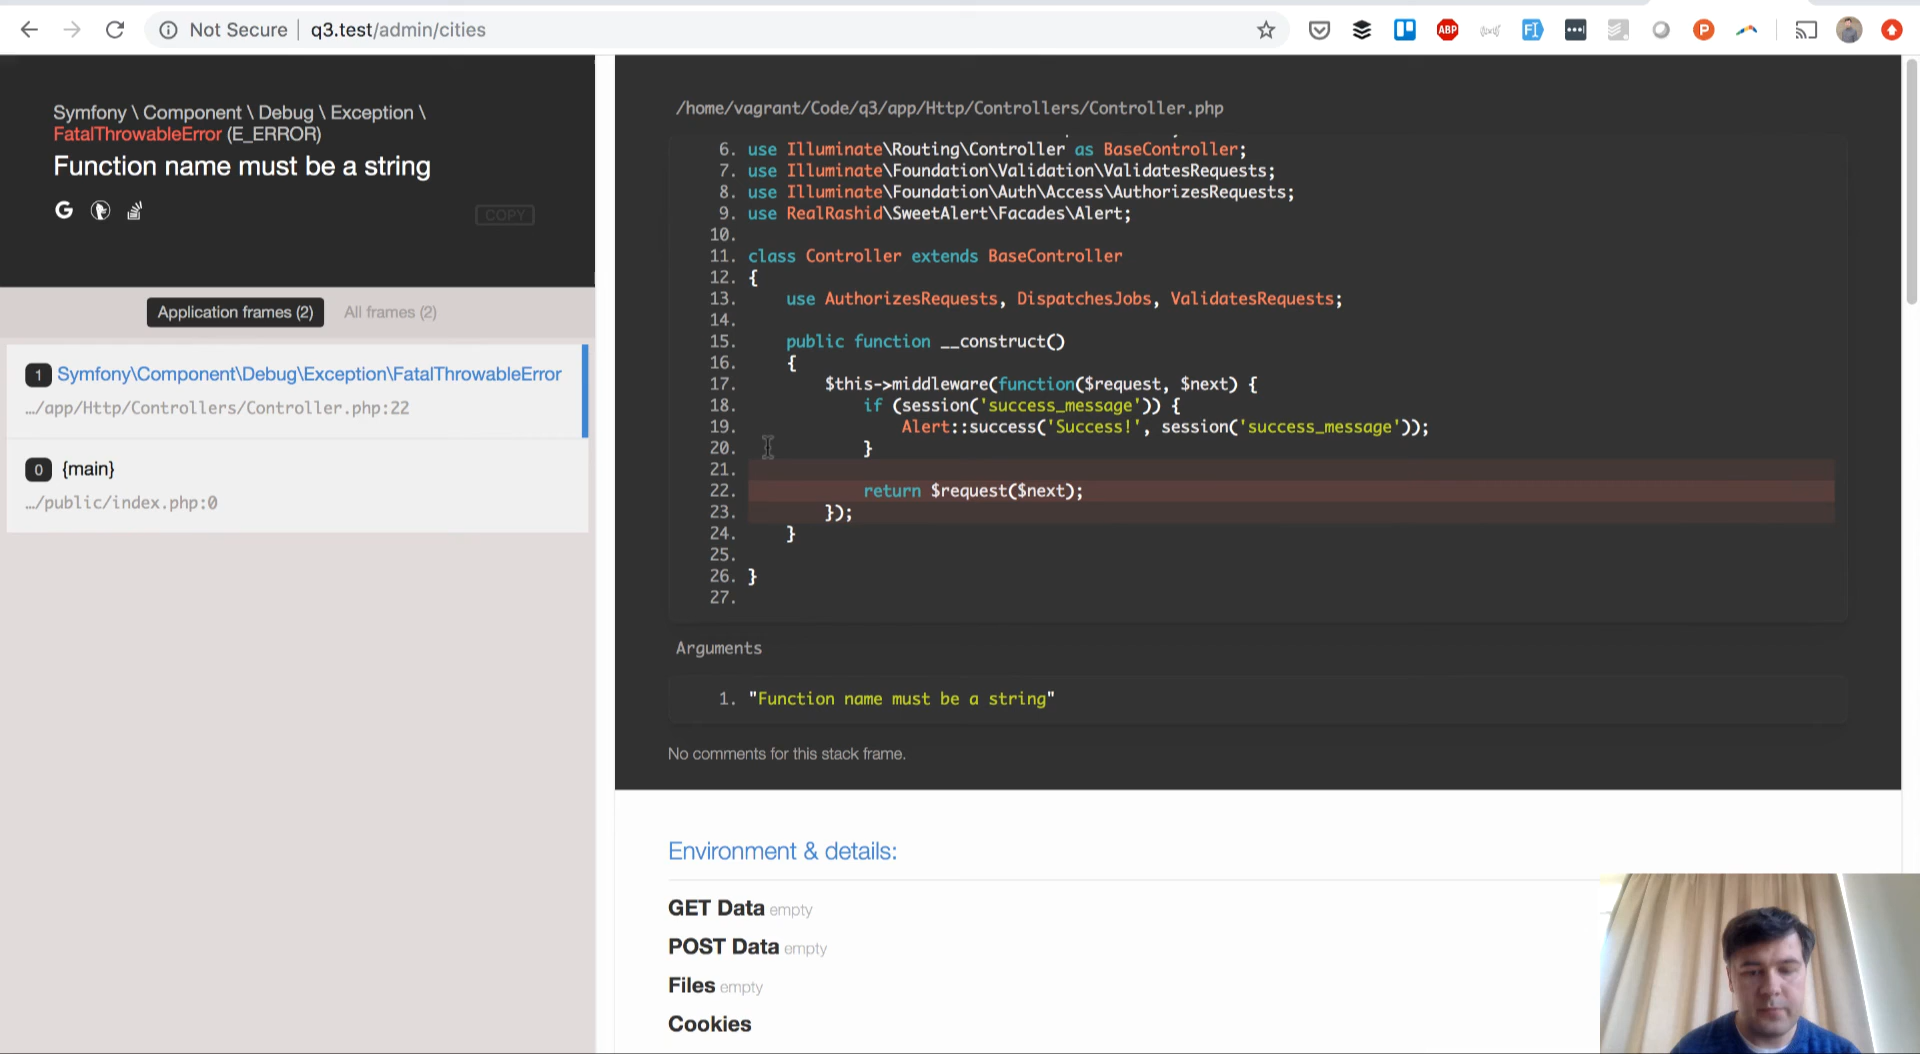 Not Secure | q3.test/admin/cities
ABP
Symfony \ Component \ Debug \ Exception \
FatalThrowableError (E_ERROR)
Function name must be a string
COPY
Application frames (2)
All frames (2)
1 Symfony\Component\Debug\Exception\FatalThrowableError
…/app/Http/Controllers/Controller.php:22
0 {main}
…/public/index.php:0
/home/vagrant/Code/q3/app/Http/Controllers/Controller.php
6. use Illuminate\Routing\Controller as BaseController;
7. use Illuminate\Foundation\Validation\ValidatesRequests;
8. use Illuminate\Foundation\Auth\Access\AuthorizesRequests;
9. use RealRashid\SweetAlert\Facades\Alert;
10.
11. class Controller extends BaseController
12. {
13.     use AuthorizesRequests, DispatchesJobs, ValidatesRequests;
14.
15.     public function __construct()
16.     {
17.         $this->middleware(function($request, $next) {
18.             if (session('success_message')) {
19.                 Alert::success('Success!', session('success_message'));
20.             }
21.
22.             return $request($next);
23.         });
24.     }
25.
26. }
27.
Arguments
1. "Function name must be a string"
No comments for this stack frame.
Environment & details:
GET Data empty
POST Data empty
Files empty
Cookies